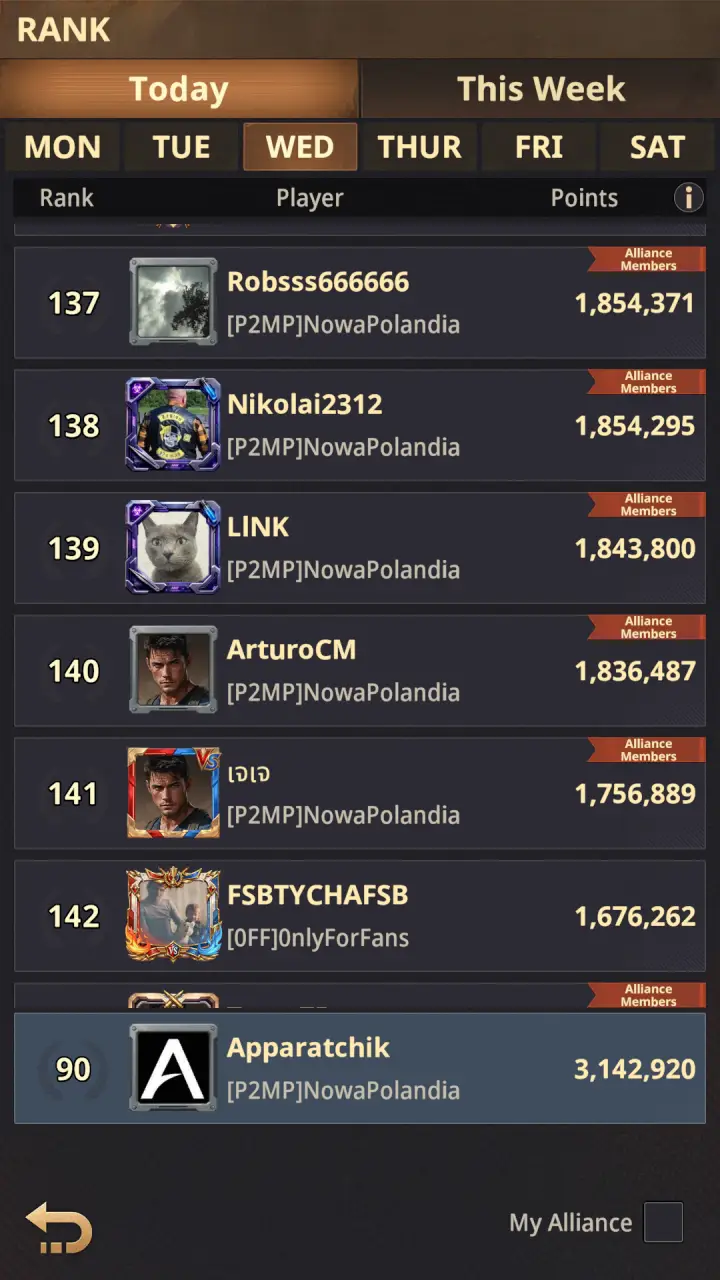 RANK
Today
This Week
MON
TUE
WED
THUR
FRI
SAT
Rank
Player
Points
Alliance
Members
137
Robsss666666
[P2MP]NowaPolandia
1,854,371
Alliance
Members
138
Nikolai2312
[P2MP]NowaPolandia
1,854,295
Alliance
Members
139
LlNK
[P2MP]NowaPolandia
1,843,800
Alliance
Members
140
ArturoCM
[P2MP]NowaPolandia
1,836,487
Alliance
Members
141
VS
เจเจ
[P2MP]NowaPolandia
1,756,889
142
VS
FSBTYCHAFSB
[0FF]0nlyForFans
1,676,262
Alliance
Members
90
A
Apparatchik
[P2MP]NowaPolandia
3,142,920
My Alliance